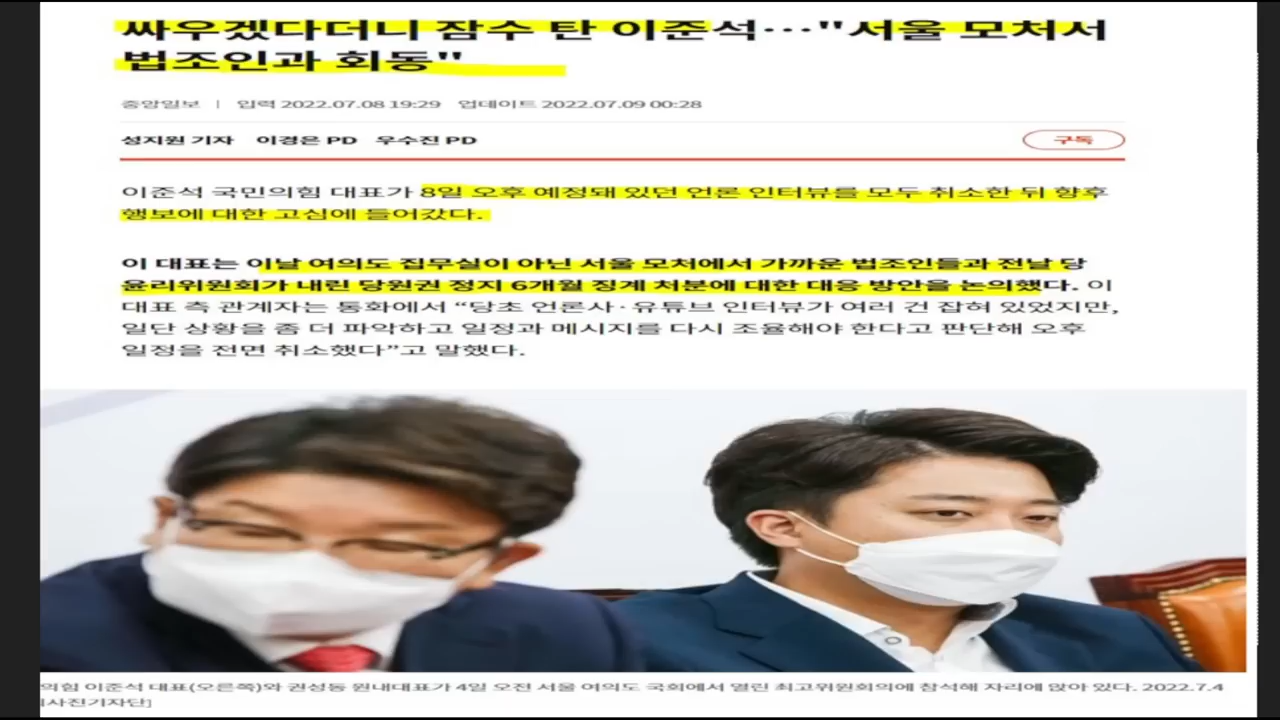 싸우겠다더니 잠수 탄 이준석…"서울 모처서
법조인과 회동"
중앙일보 | 입력 2022.07.08 19:29 업데이트 2022.07.09 00:28
성지원 기자 이경은 PD 우수진 PD
구독
이준석 국민의힘 대표가 8일 오후 예정돼 있던 언론 인터뷰를 모두 취소한 뒤 향후
행보에 대한 고심에 들어갔다.
이 대표는 이날 여의도 집무실이 아닌 서울 모처에서 가까운 법조인들과 전날 당
윤리위원회가 내린 당원권 정지 6개월 징계 처분에 대한 대응 방안을 논의했다. 이
대표 측 관계자는 통화에서 “당초 언론사·유튜브 인터뷰가 여러 건 잡혀 있었지만,
일단 상황을 좀 더 파악하고 일정과 메시지를 다시 조율해야 한다고 판단해 오후
일정을 전면 취소했다”고 말했다.
의힘 이준석 대표(오른쪽)와 권성동 원내대표가 4일 오전 서울 여의도 국회에서 열린 최고위원회의에 참석해 자리에 앉아 있다. 2022.7.4
사진기자단]